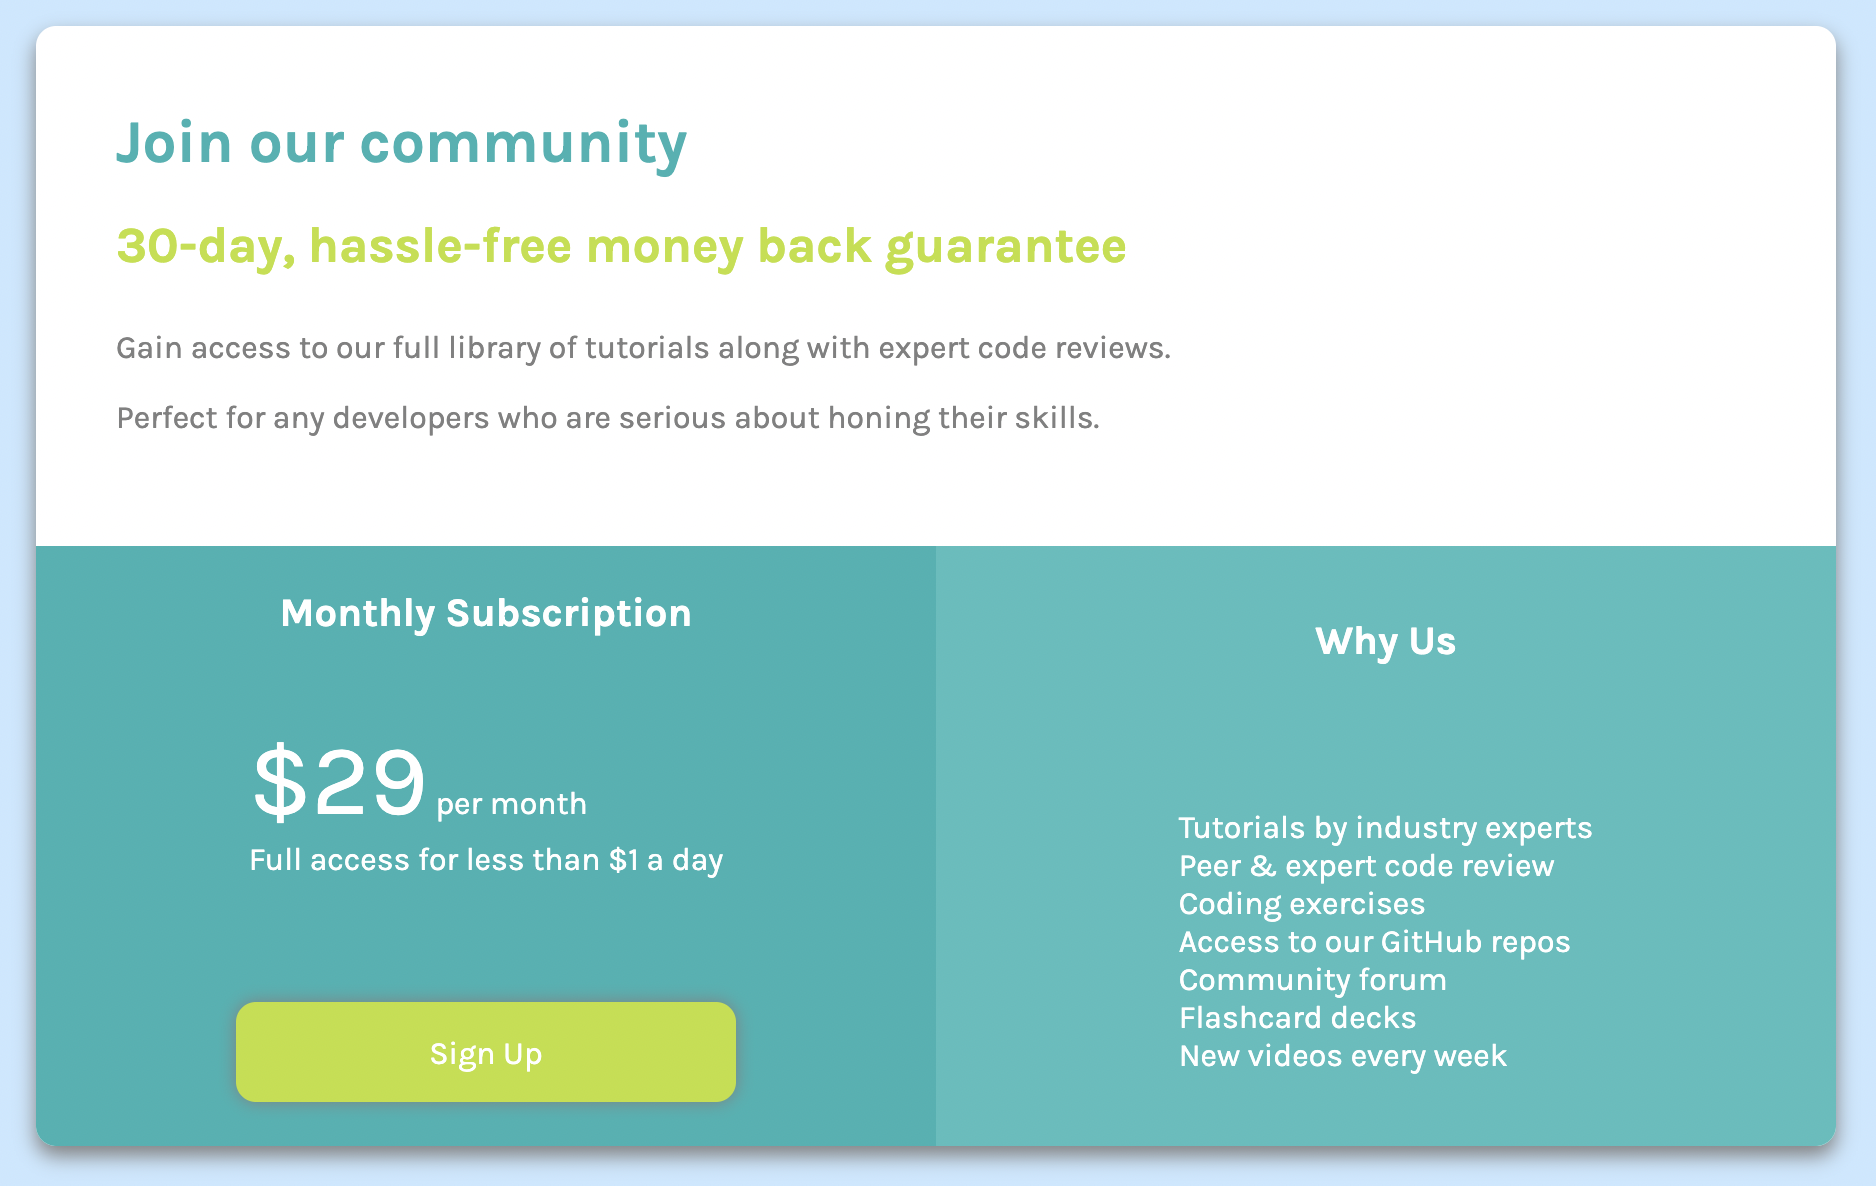 Join our community
30-day, hassle-free money back guarantee
Gain access to our full library of tutorials along with expert code reviews.
Perfect for any developers who are serious about honing their skills.
Monthly Subscription
$29 per month
Full access for less than $1 a day
Sign Up
Why Us
Tutorials by industry experts
Peer & expert code review
Coding exercises
Access to our GitHub repos
Community forum
Flashcard decks
New videos every week